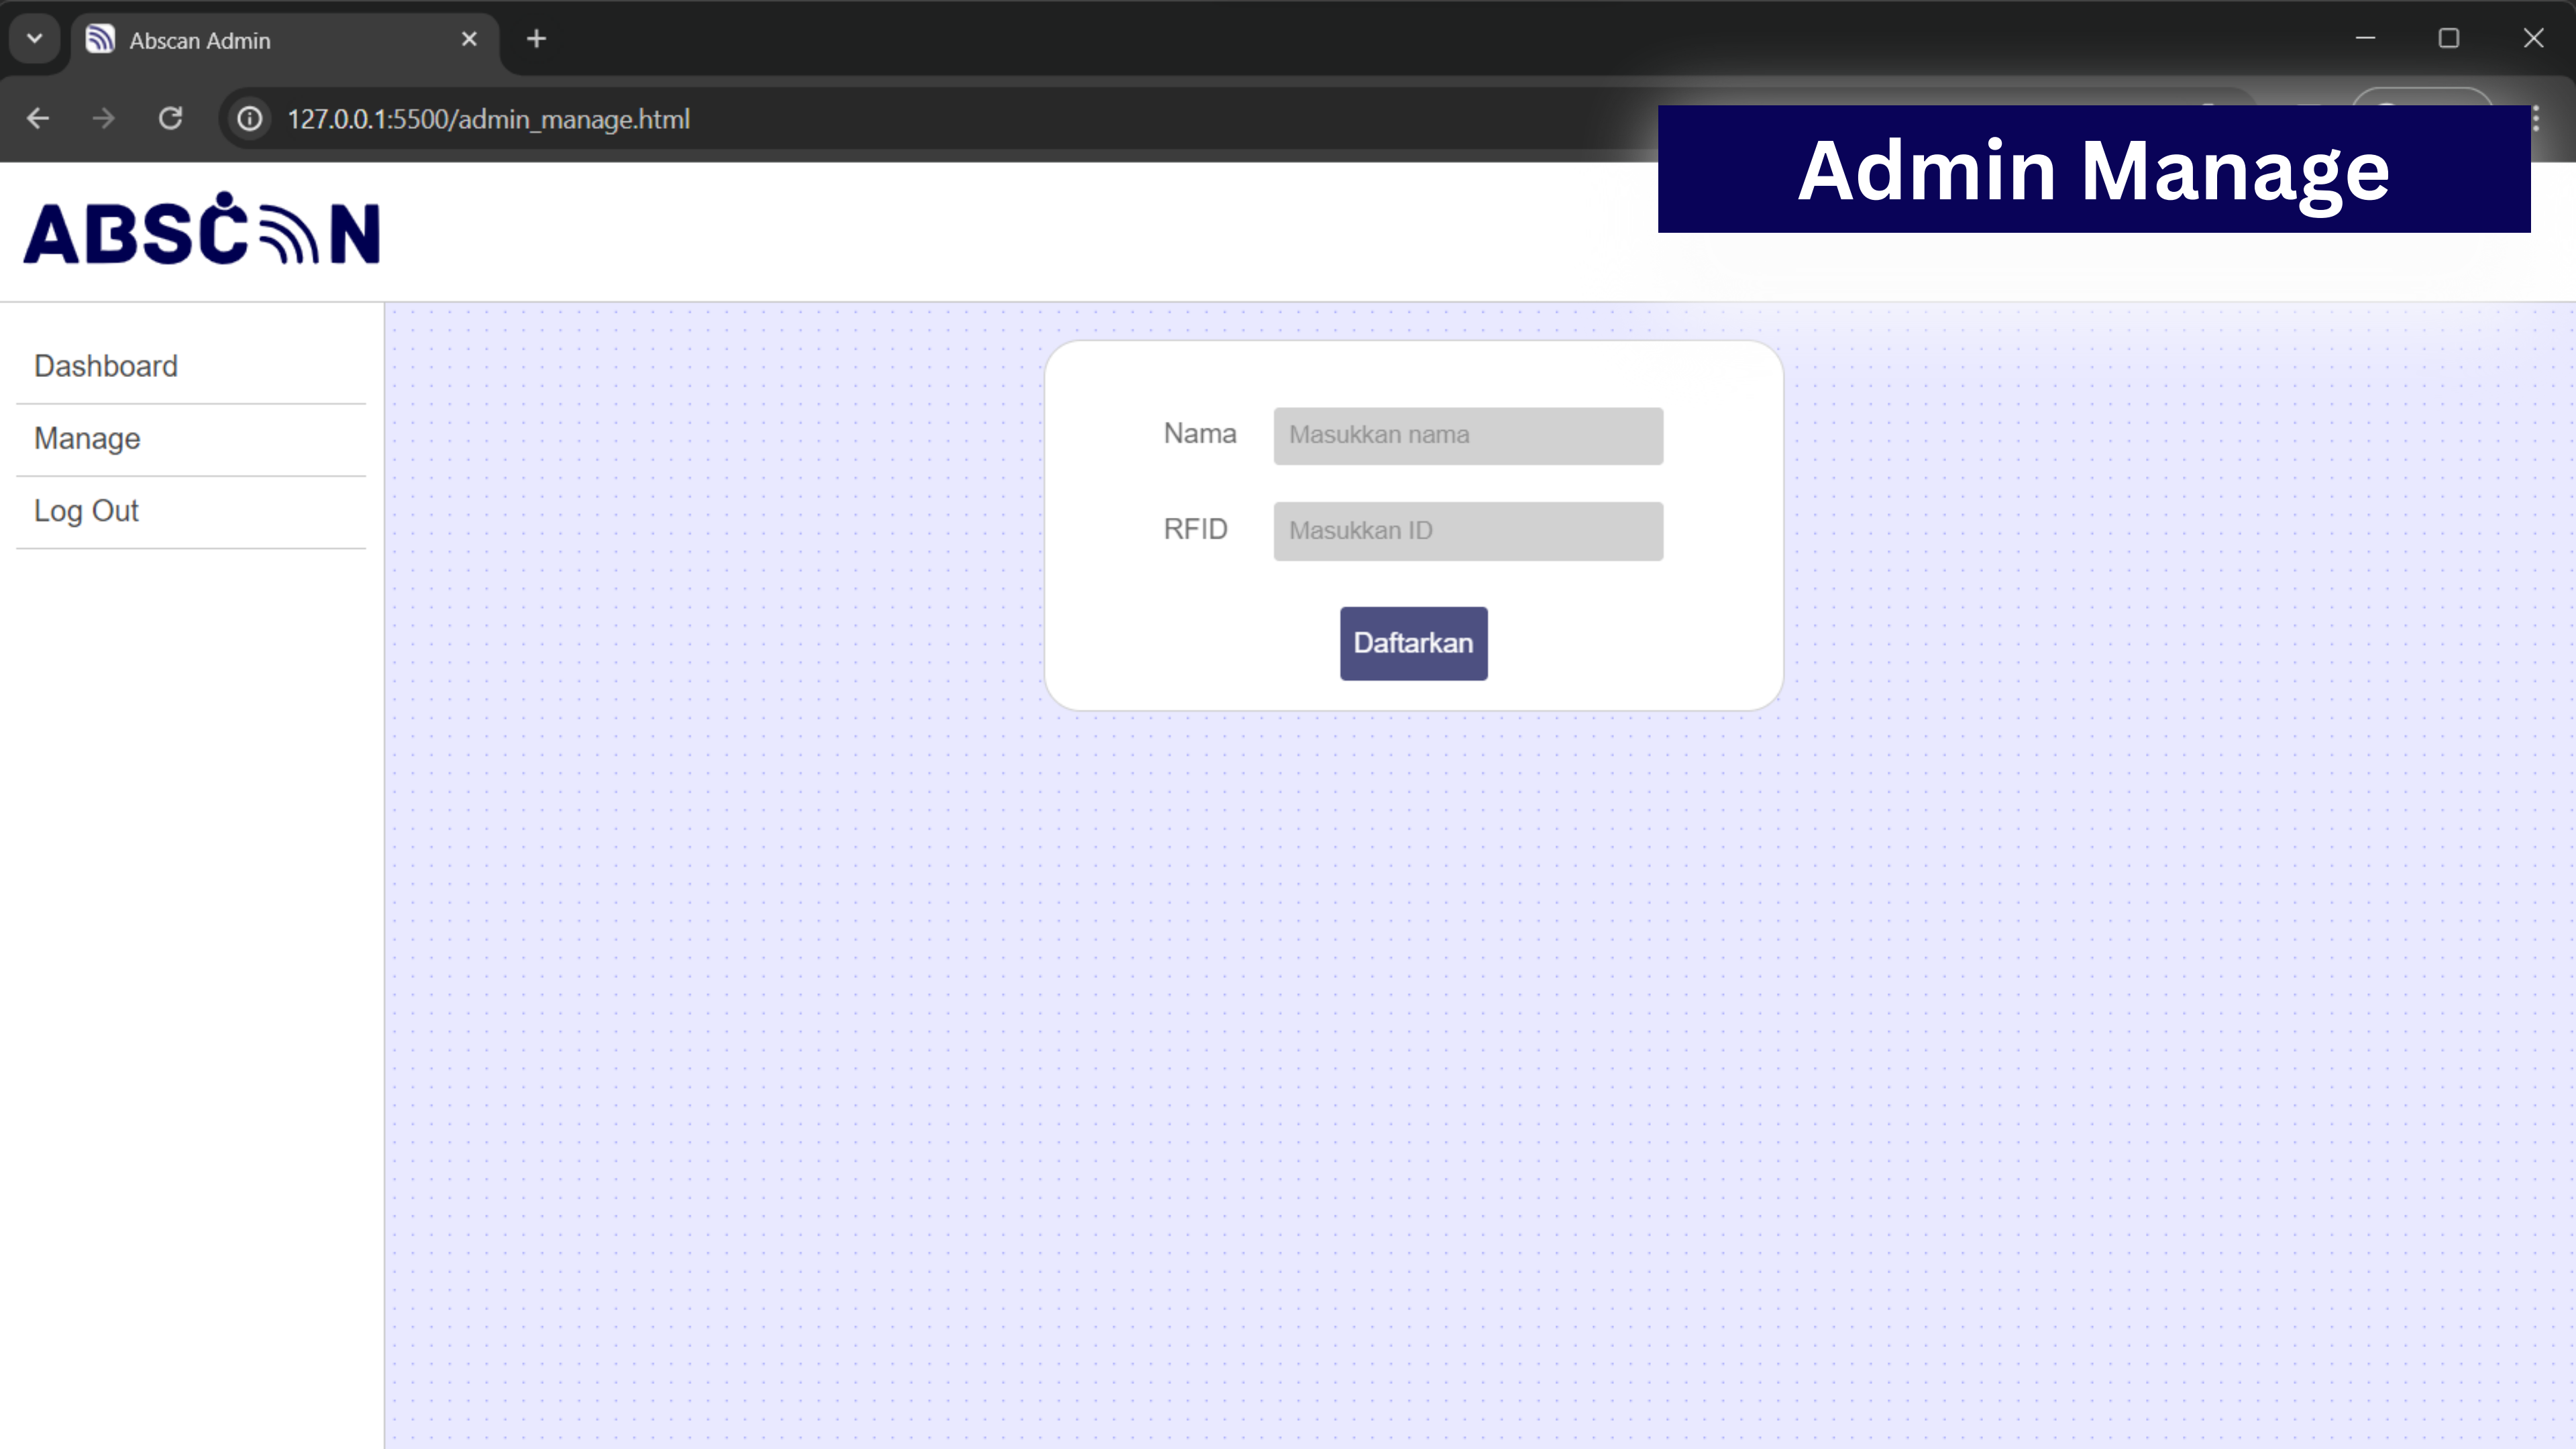 Abscan Admin
127.0.0.1:5500/admin_manage.html
Admin Manage
ABSCAN
Dashboard
Manage
Log Out
Nama
Masukkan nama
RFID
Masukkan ID
Daftarkan